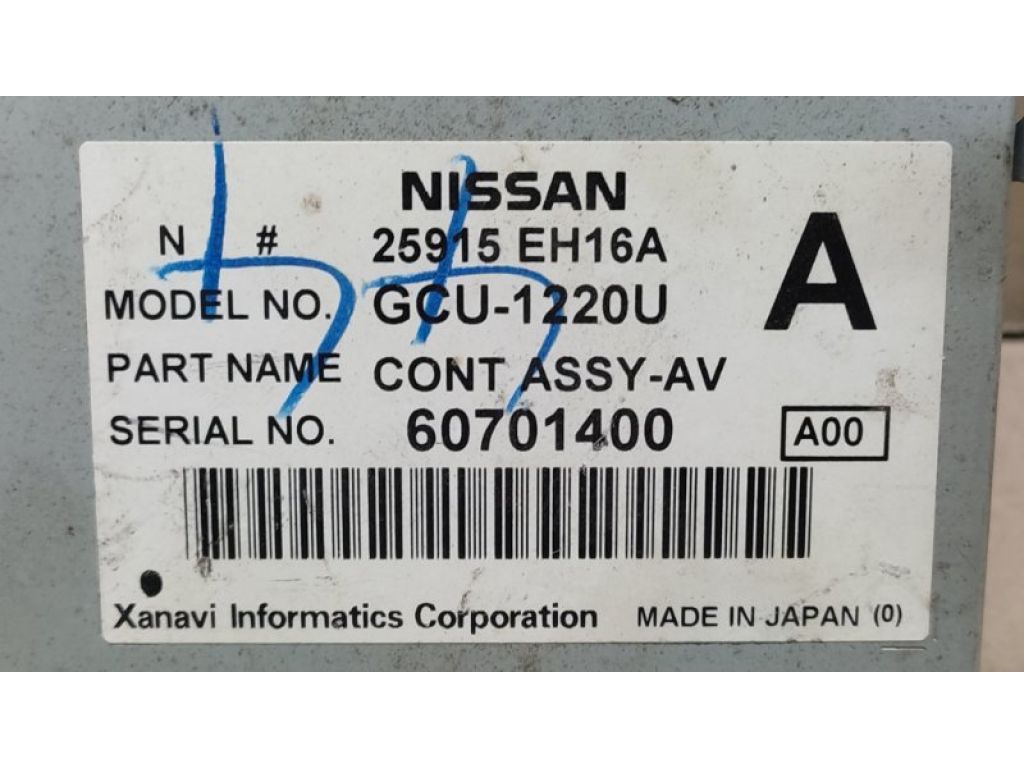 NISSAN
N # 25915 EH16A
A
MODEL NO. GCU-1220U
PART NAME CONT ASSY-AV
SERIAL NO. 60701400
A00
Xanavi Informatics Corporation MADE IN JAPAN (0)